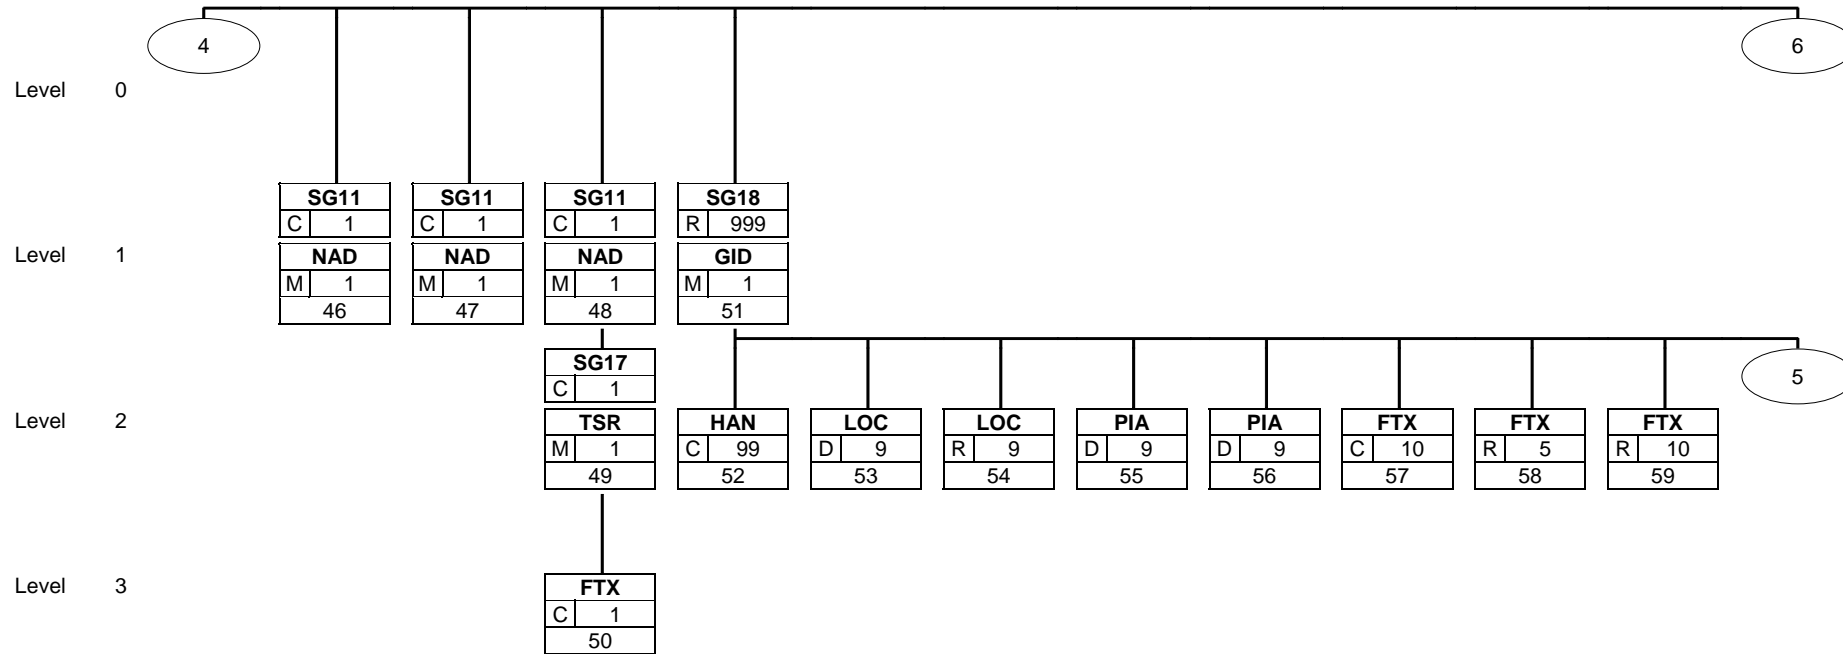 4 6
Level 0
SG11 SG11 SG11 SG18
C 1 C 1 C 1 R 999
Level 1 NAD NAD NAD GID
M 1 M 1 M 1 M 1
46 47 48 51
SG17
C 1
5
Level 2 TSR HAN LOC LOC PIA PIA FTX FTX FTX
M 1 C 99 D 9 R 9 D 9 D 9 C 10 R 5 R 10
49 52 53 54 55 56 57 58 59
Level 3 FTX
C 1
50